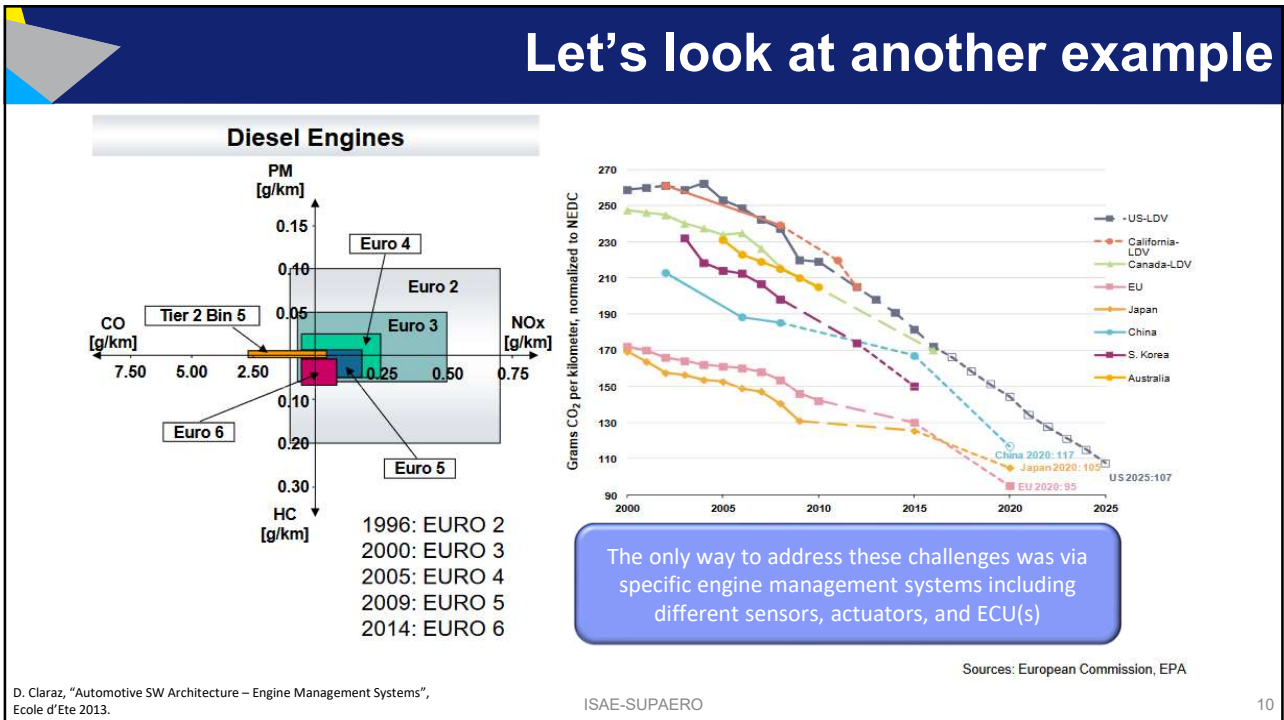 Let’s look at another example
Diesel Engines
PM
[g/km]
0.15
Euro 4
0.10
Euro 2
0.05
Tier 2 Bin 5
Euro 3
CO
[g/km]
NOx
[g/km]
7.50
5.00
2.50
0.25
0.50
0.75
0.10
Euro 6
0.20
Euro 5
0.30
HC
[g/km]
1996: EURO 2
2000: EURO 3
2005: EURO 4
2009: EURO 5
2014: EURO 6
Grams CO₂ per kilometer, normalized to NEDC
270
250
230
210
190
170
150
130
110
90
2000
2005
2010
2015
2020
2025
US-LDV
California-
LDV
Canada-LDV
EU
Japan
China
S. Korea
Australia
China 2020: 117
Japan 2020: 105
US 2025:107
EU 2020: 95
The only way to address these challenges was via
specific engine management systems including
different sensors, actuators, and ECU(s)
Sources: European Commission, EPA
D. Claraz, “Automotive SW Architecture – Engine Management Systems”,
Ecole d’Ete 2013.
ISAE-SUPAERO
10